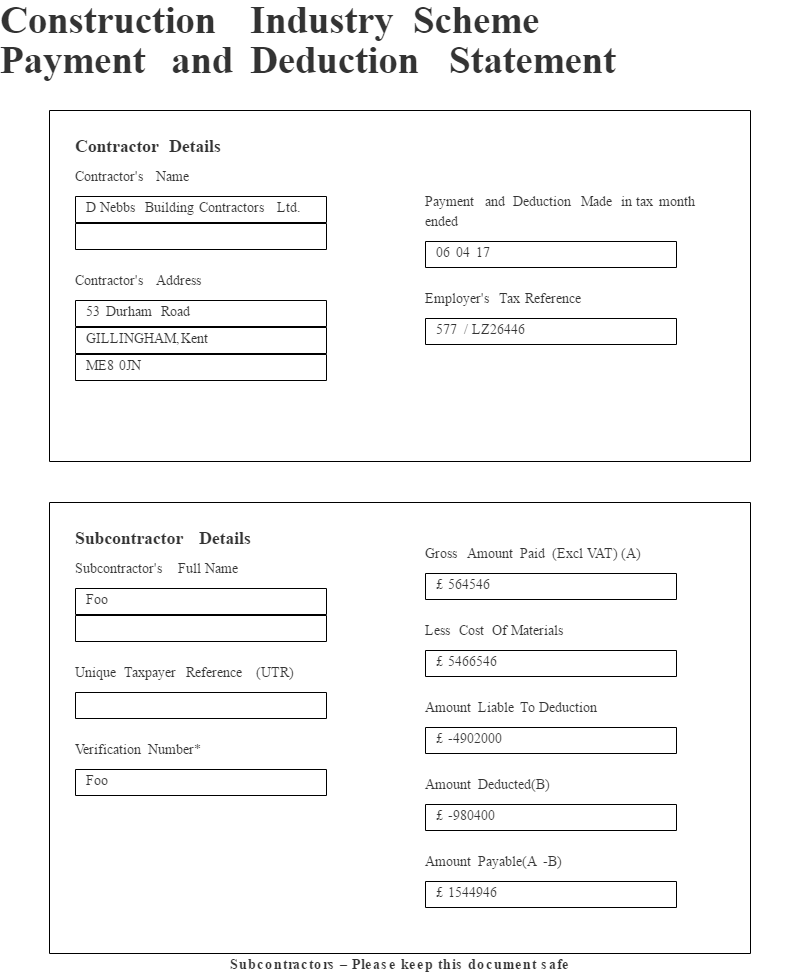 Construction Industry Scheme
Payment and Deduction Statement
Contractor Details
Contractor's Name
D Nebbs Building Contractors Ltd.
Contractor's Address
53 Durham Road
GILLINGHAM, Kent
ME8 0JN
Payment and Deduction Made in tax month
ended
06 04 17
Employer's Tax Reference
577 / LZ26446
Subcontractor Details
Subcontractor's Full Name
Foo
Unique Taxpayer Reference (UTR)
Verification Number*
Foo
Gross Amount Paid (Excl VAT) (A)
£ 564546
Less Cost Of Materials
£ 5466546
Amount Liable To Deduction
£ -4902000
Amount Deducted(B)
£ -980400
Amount Payable(A -B)
£ 1544946
Subcontractors – Please keep this document safe